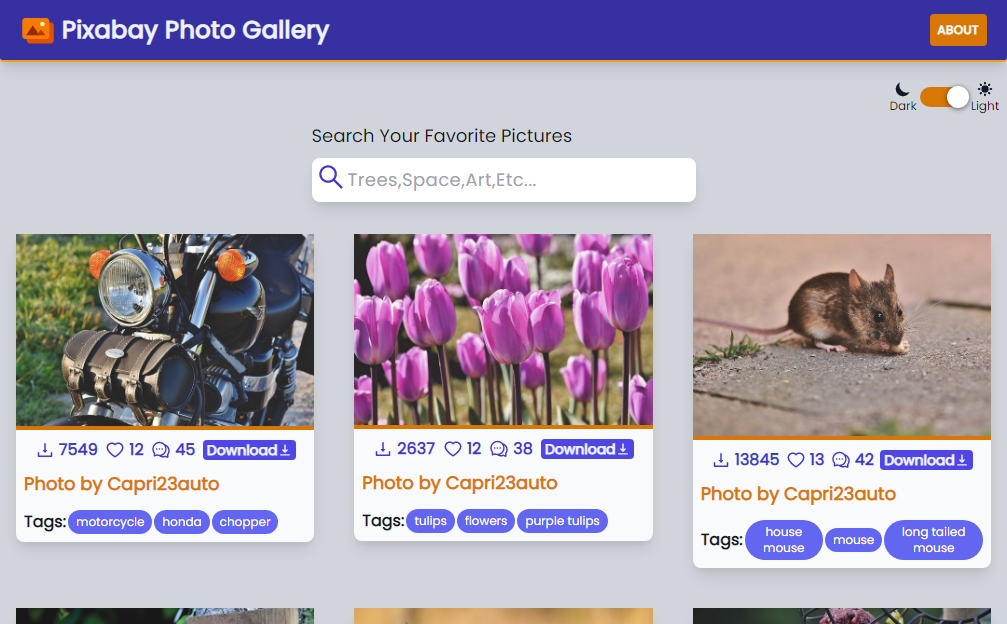 Pixabay Photo Gallery
ABOUT
Dark
Light
Search Your Favorite Pictures
Trees,Space,Art,Etc...
7549 12 45 Download
Photo by Capri23auto
Tags: motorcycle honda chopper
2637 12 38 Download
Photo by Capri23auto
Tags: tulips flowers purple tulips
13845 13 42 Download
Photo by Capri23auto
Tags: house mouse mouse long tailed mouse